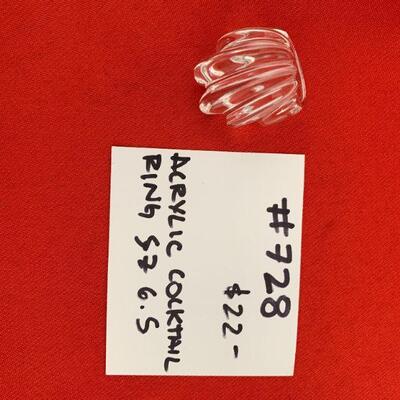 #728
$22-
ACRYLIC COCKTAIL
RING SZ 6.5